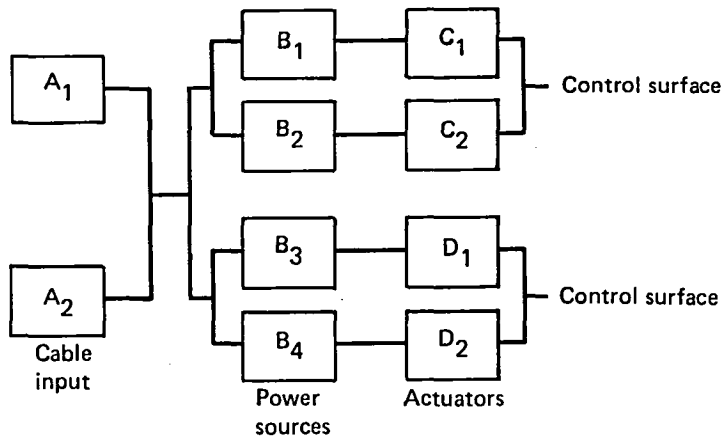 B1
C1
A1
Control surface
B2
C2
B3
D1
A2
Control surface
B4
D2
Cable
input
Power
sources
Actuators